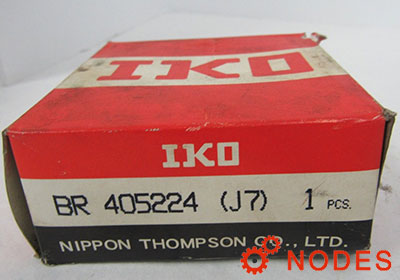 IKO
IKO
BR 405224 (J7) 1 PCS.
NIPPON THOMPSON CO., LTD.
NODES